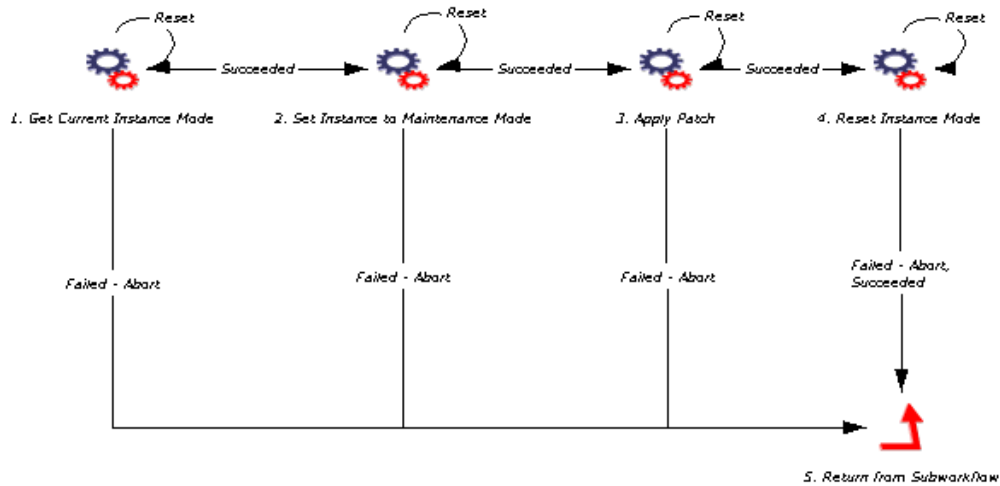 Reset
Reset
Reset
Reset
Succeeded
Succeeded
Succeeded
1. Get Current Instance Mode
2. Set Instance to Maintenance Mode
3. Apply Patch
4. Reset Instance Mode
Failed - Abort
Failed - Abort
Failed - Abort
Failed - Abort,
Succeeded
5. Return from Subworkflow